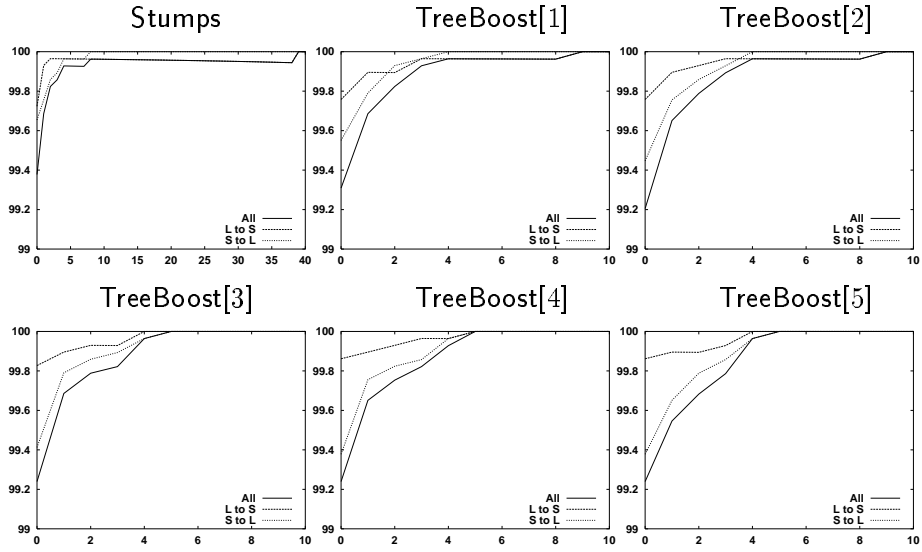 Stumps
TreeBoost[1]
TreeBoost[2]
100
99.8
99.6
99.4
99.2
99
0 5 10 15 20 25 30 35 40
All
L to S
S to L
100
99.8
99.6
99.4
99.2
99
0 2 4 6 8 10
All
L to S
S to L
100
99.8
99.6
99.4
99.2
99
0 2 4 6 8 10
All
L to S
S to L
TreeBoost[3]
TreeBoost[4]
TreeBoost[5]
100
99.8
99.6
99.4
99.2
99
0 2 4 6 8 10
All
L to S
S to L
100
99.8
99.6
99.4
99.2
99
0 2 4 6 8 10
All
L to S
S to L
100
99.8
99.6
99.4
99.2
99
0 2 4 6 8 10
All
L to S
S to L